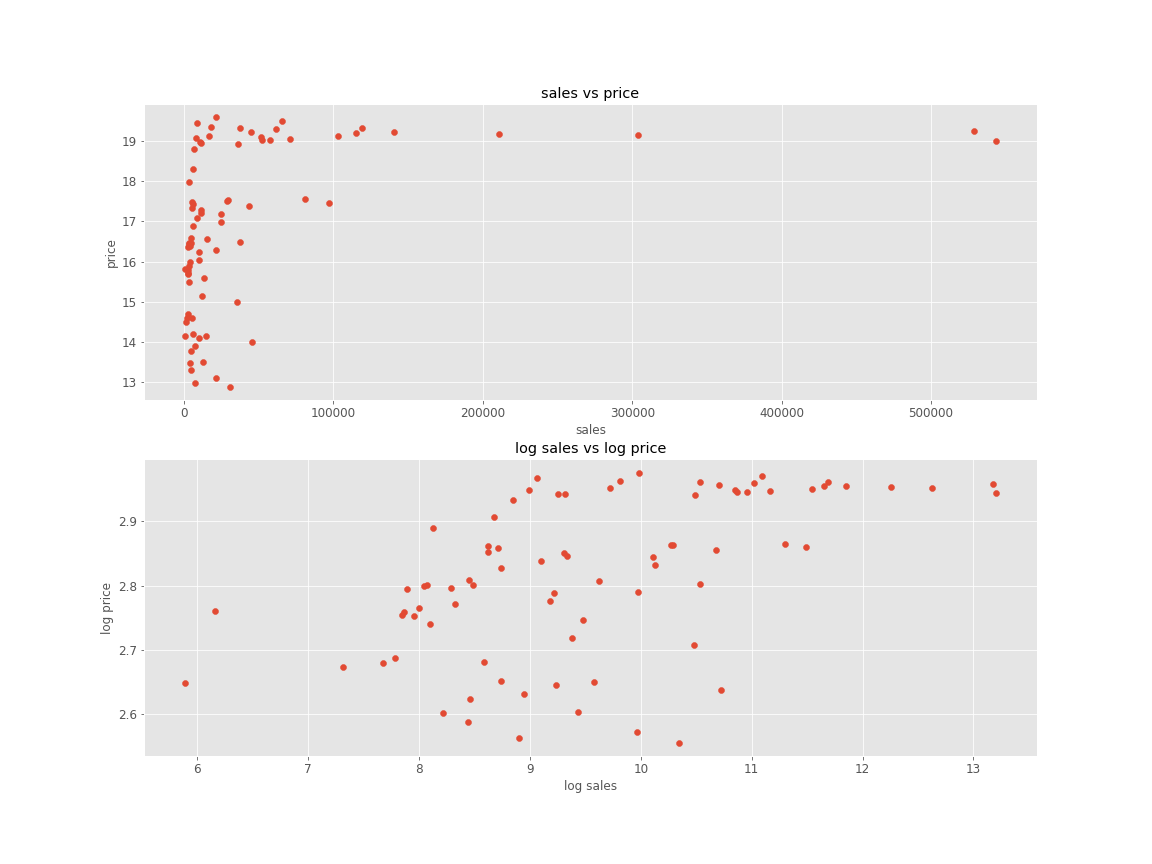 sales vs price
19
18
17
16
15
14
13
price
0 100000 200000 300000 400000 500000
sales
log sales vs log price
2.9
2.8
2.7
2.6
log price
6 7 8 9 10 11 12 13
log sales